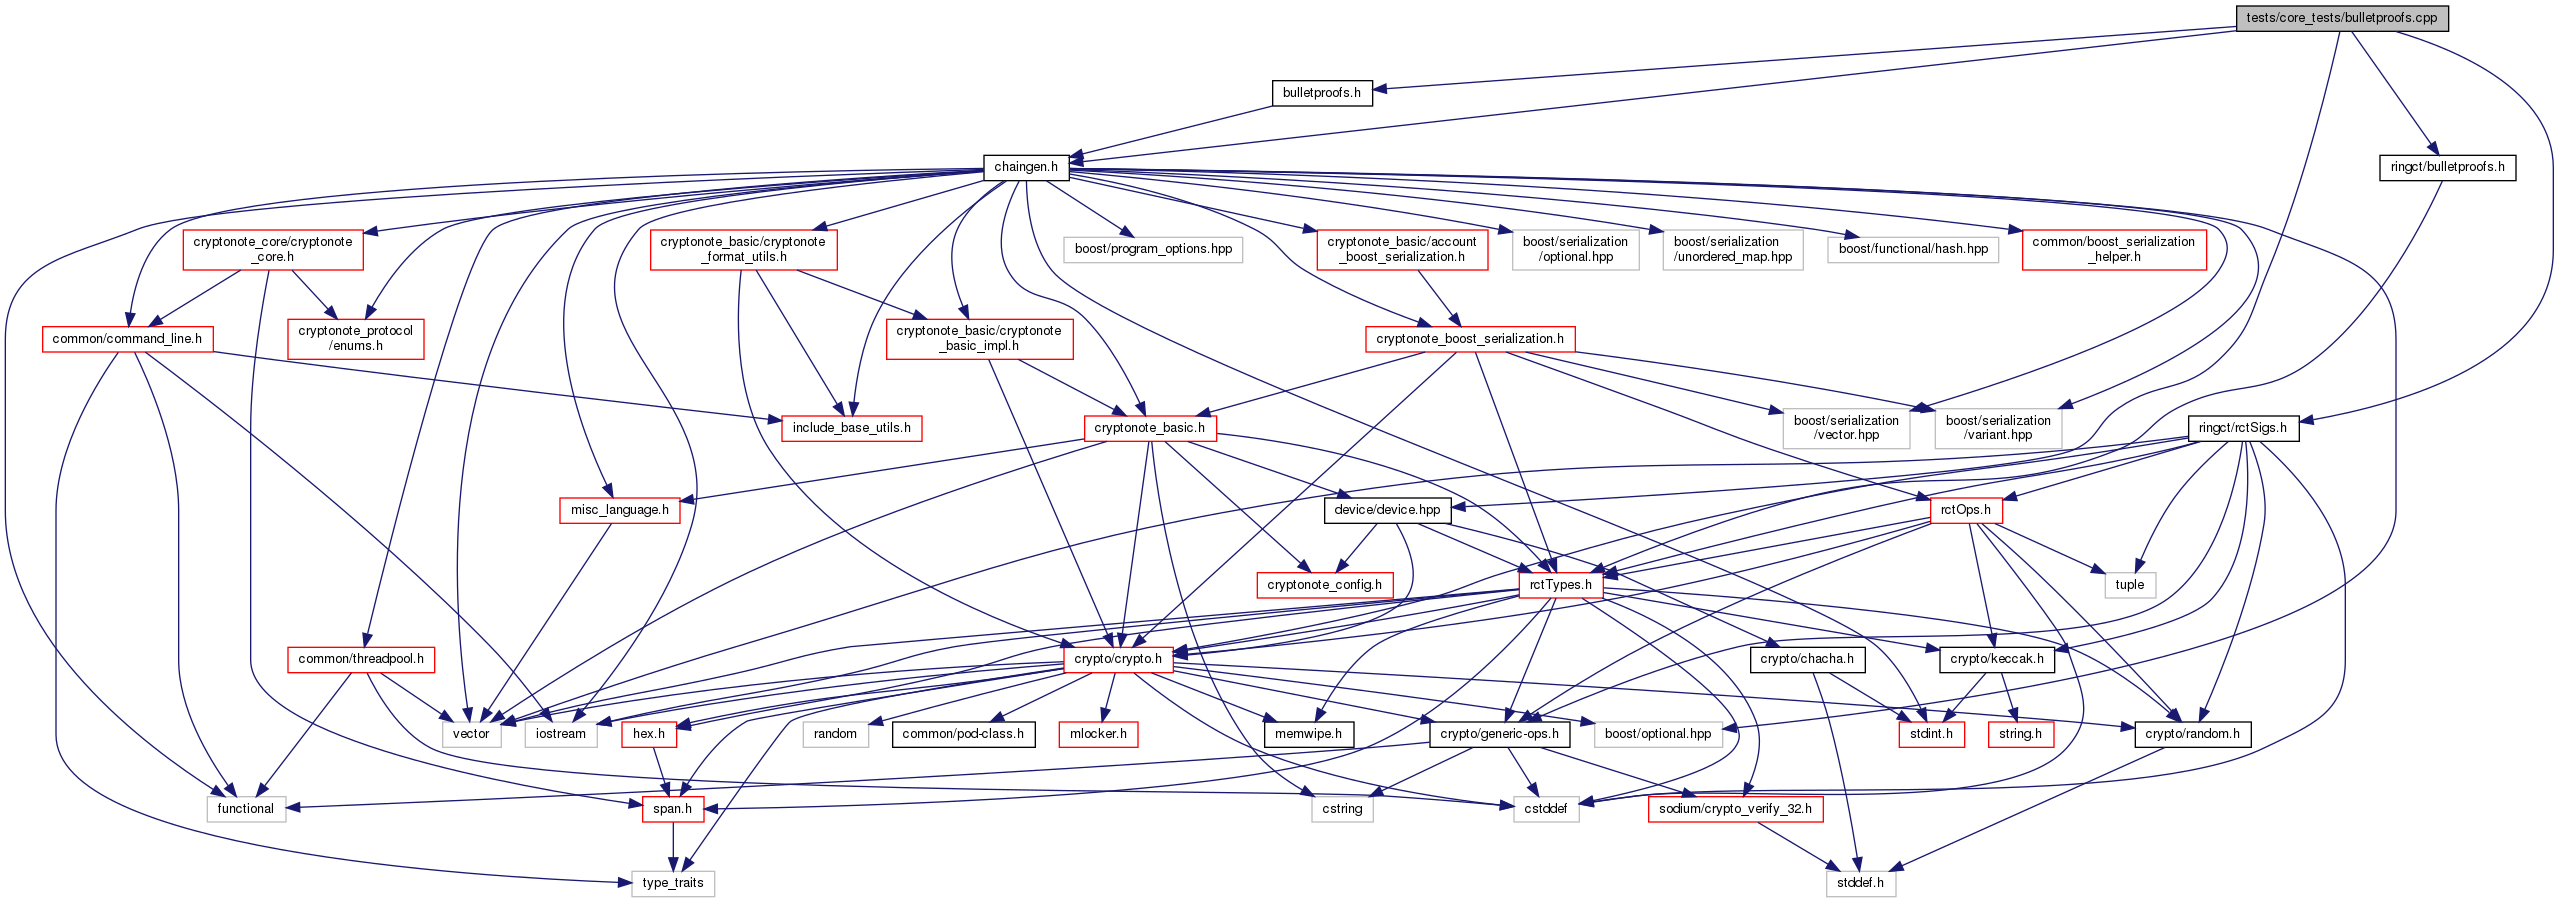 tests/core_tests/bulletproofs.cpp
bulletproofs.h
chaingen.h
ringct/bulletproofs.h
cryptonote_core/cryptonote
_core.h
cryptonote_basic/cryptonote
_format_utils.h
boost/program_options.hpp
cryptonote_basic/account
_boost_serialization.h
boost/serialization
/optional.hpp
boost/serialization
/unordered_map.hpp
boost/functional/hash.hpp
common/boost_serialization
_helper.h
common/command_line.h
cryptonote_protocol
/enums.h
cryptonote_basic/cryptonote
_basic_impl.h
cryptonote_boost_serialization.h
include_base_utils.h
cryptonote_basic.h
boost/serialization
/vector.hpp
boost/serialization
/variant.hpp
ringct/rctSigs.h
misc_language.h
device/device.hpp
rctOps.h
cryptonote_config.h
rctTypes.h
tuple
common/threadpool.h
crypto/crypto.h
crypto/chacha.h
crypto/keccak.h
vector
iostream
hex.h
random
common/pod-class.h
mlocker.h
memwipe.h
crypto/generic-ops.h
boost/optional.hpp
stdint.h
string.h
crypto/random.h
functional
span.h
cstring
cstddef
sodium/crypto_verify_32.h
type_traits
stddef.h